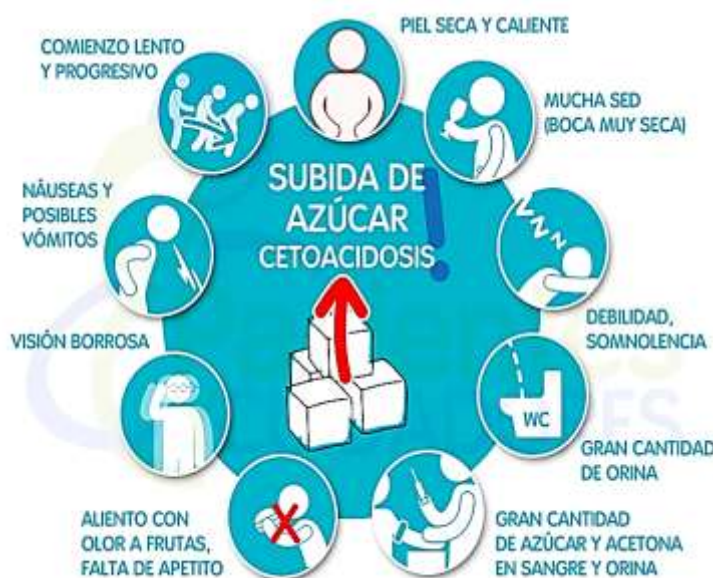 PIEL SECA Y CALIENTE
COMIENZO LENTO
Y PROGRESIVO
MUCHA SED
(BOCA MUY SECA)
SUBIDA DE
AZÚCAR
CETOACIDOSIS
!
NÁUSEAS Y
POSIBLES
VÓMITOS
DEBILIDAD,
SOMNOLENCIA
VISIÓN BORROSA
WC
GRAN CANTIDAD
DE ORINA
ALIENTO CON
OLOR A FRUTAS,
FALTA DE APETITO
GRAN CANTIDAD
DE AZÚCAR Y ACETONA
EN SANGRE Y ORINA